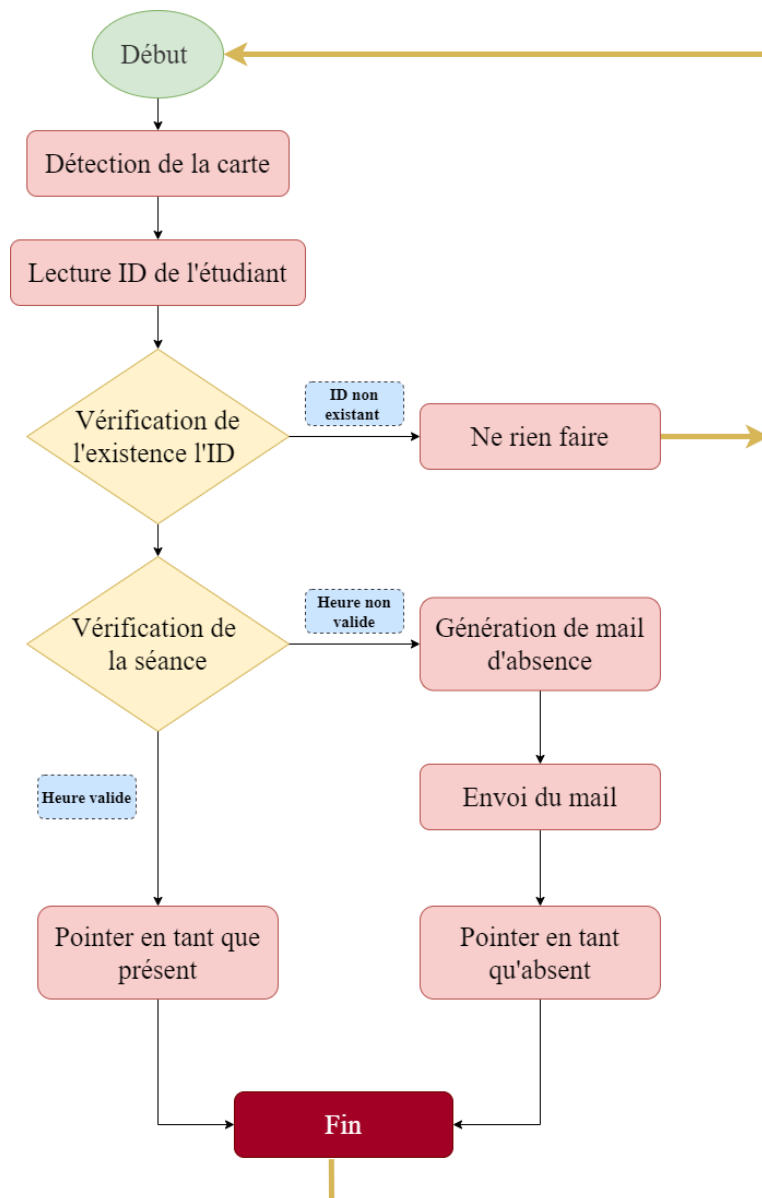 Début
Détection de la carte
Lecture ID de l'étudiant
Vérification de
l'existence l'ID
ID non
existant
Ne rien faire
Vérification de
la séance
Heure non
valide
Génération de mail
d'absence
Heure valide
Envoi du mail
Pointer en tant que
présent
Pointer en tant
qu'absent
Fin